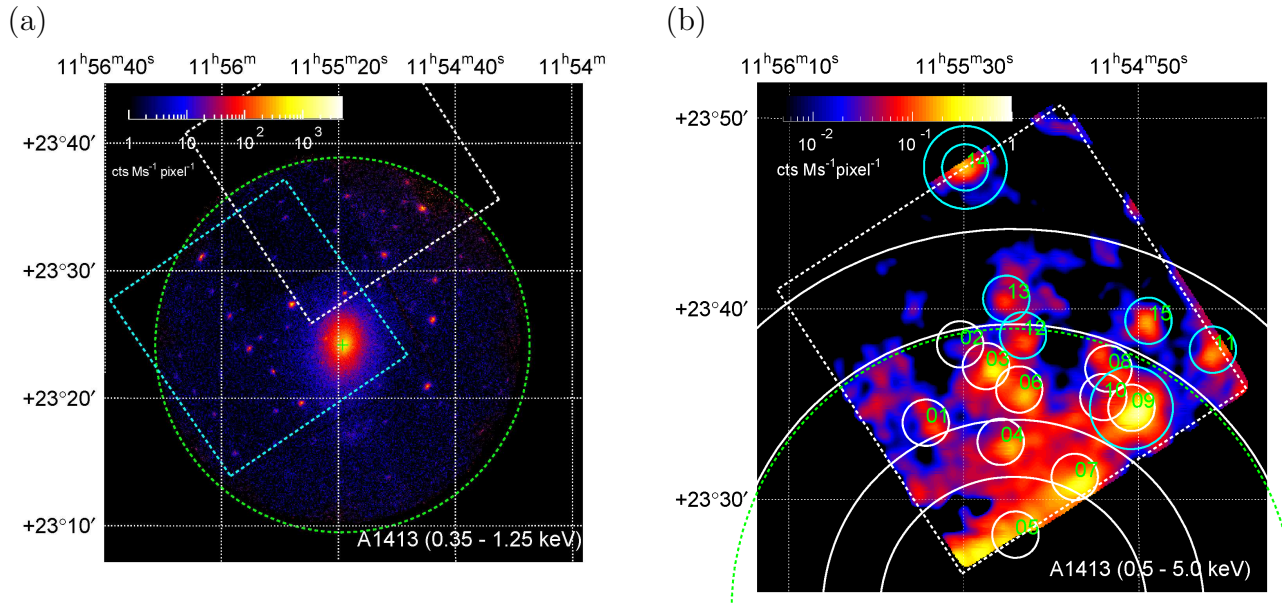 (a)
11ʰ56ᵐ40ˢ 11ʰ56ᵐ 11ʰ55ᵐ20ˢ 11ʰ54ᵐ40ˢ 11ʰ54ᵐ
1 10 10² 10³
cts Ms⁻¹pixel⁻¹
+23°40′
+23°30′
+23°20′
+23°10′
A1413 (0.35 - 1.25 keV)
(b)
11ʰ56ᵐ10ˢ 11ʰ55ᵐ30ˢ 11ʰ54ᵐ50ˢ
10⁻² 10⁻¹ 1
cts Ms⁻¹pixel⁻¹
+23°50′
+23°40′
+23°30′
14
13
12
15
11
02
03
08
06
10
09
01
04
07
05
A1413 (0.5 - 5.0 keV)